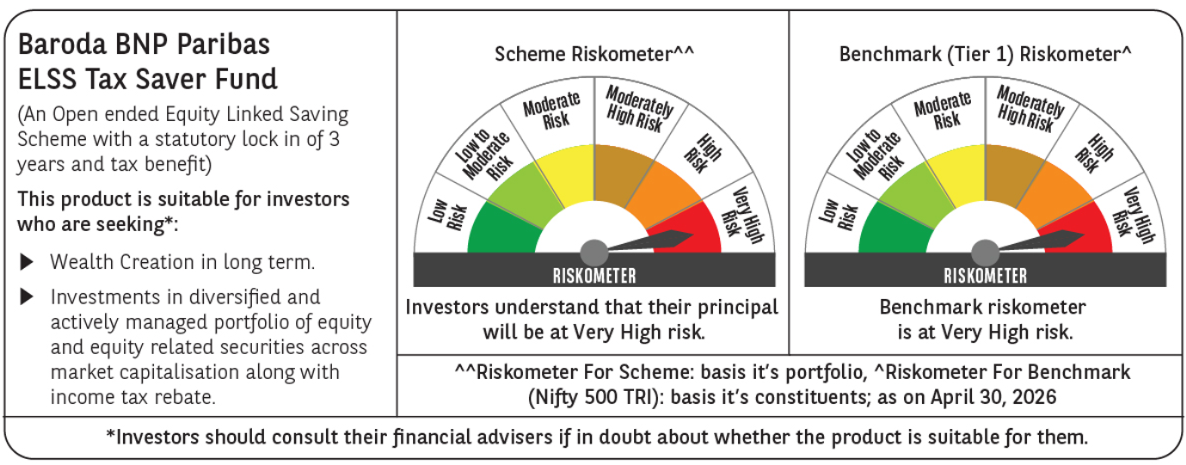 Baroda BNP Paribas
ELSS Tax Saver Fund
(An Open ended Equity Linked Saving
Scheme with a statutory lock in of 3
years and tax benefit)
This product is suitable for investors
who are seeking*:
▶ Wealth Creation in long term.
▶ Investments in diversified and
actively managed portfolio of equity
and equity related securities across
market capitalisation along with
income tax rebate.
Scheme Riskometer^^
Low
Risk
Low to
Moderate
Risk
Moderate
Risk
Moderately
High Risk
High
Risk
Very High
Risk
RISKOMETER
Investors understand that their principal
will be at Very High risk.
Benchmark (Tier 1) Riskometer^
Low
Risk
Low to
Moderate
Risk
Moderate
Risk
Moderately
High Risk
High
Risk
Very High
Risk
RISKOMETER
Benchmark riskometer
is at Very High risk.
^^Riskometer For Scheme: basis it's portfolio, ^Riskometer For Benchmark
(Nifty 500 TRI): basis it's constituents; as on April 30, 2026
*Investors should consult their financial advisers if in doubt about whether the product is suitable for them.